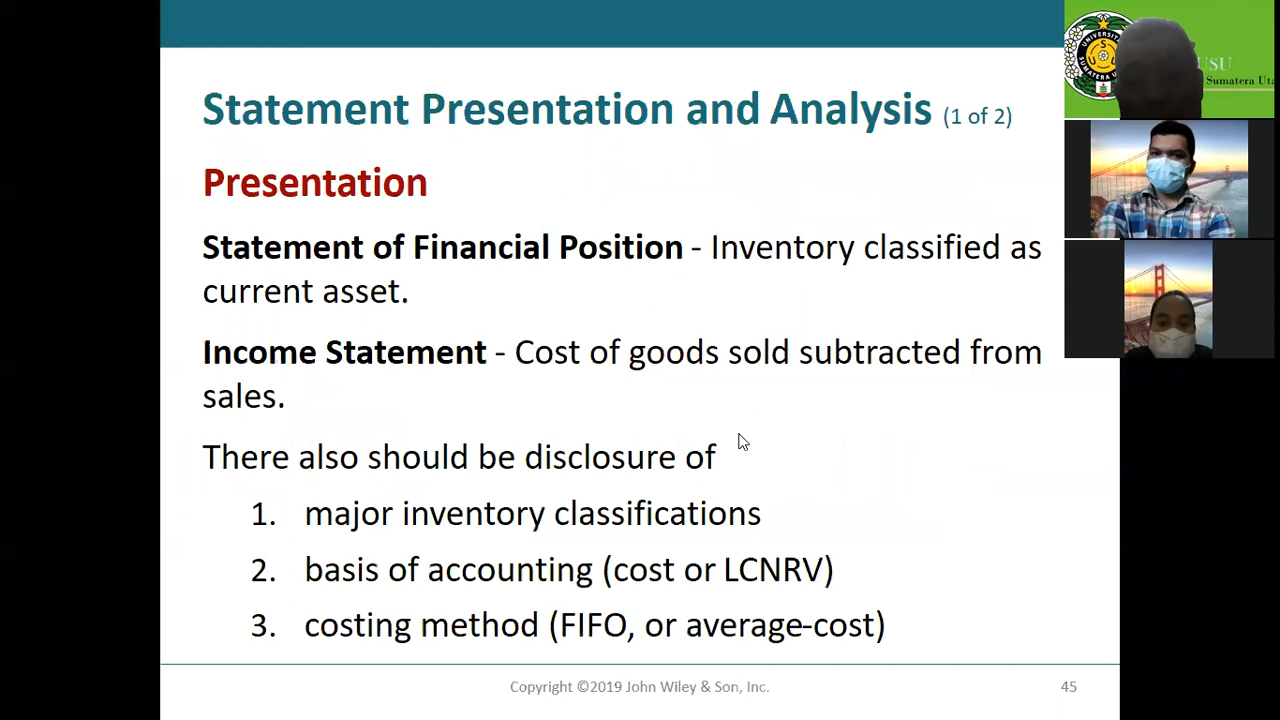 Statement Presentation and Analysis (1 of 2)
Presentation
Statement of Financial Position - Inventory classified as
current asset.
Income Statement - Cost of goods sold subtracted from
sales.
There also should be disclosure of
1. major inventory classifications
2. basis of accounting (cost or LCNRV)
3. costing method (FIFO, or average-cost)
Copyright ©2019 John Wiley & Son, Inc.
45
USU
Sumatera Uta